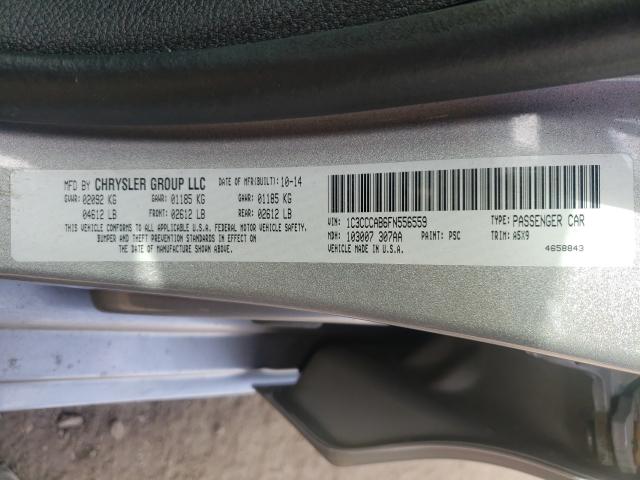 MFD BY CHRYSLER GROUP LLC DATE OF MFR(BUILT): 10-14
GVWR: 02092 KG GAWR: 01185 KG GAWR: 01185 KG
04612 LB FRONT: 02612 LB REAR: 02612 LB
THIS VEHICLE CONFORMS TO ALL APPLICABLE U.S.A. FEDERAL MOTOR VEHICLE SAFETY,
BUMPER AND THEFT PREVENTION STANDARDS IN EFFECT ON
THE DATE OF MANUFACTURE SHOWN ABOVE.
VIN: 1C3CCCAB6FN556559 TYPE: PASSENGER CAR
MDH: 103007 307AA PAINT: PSC TRIM: A5X9
VEHICLE MADE IN U.S.A. 4658843